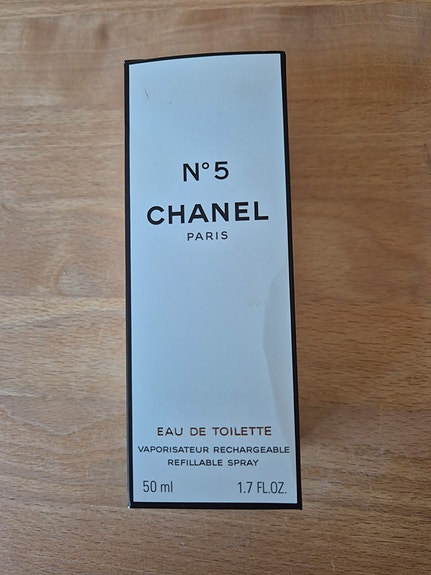 N°5
CHANEL
PARIS
EAU DE TOILETTE
VAPORISATEUR RECHARGEABLE
REFILLABLE SPRAY
50 ml 1.7 FL.OZ.